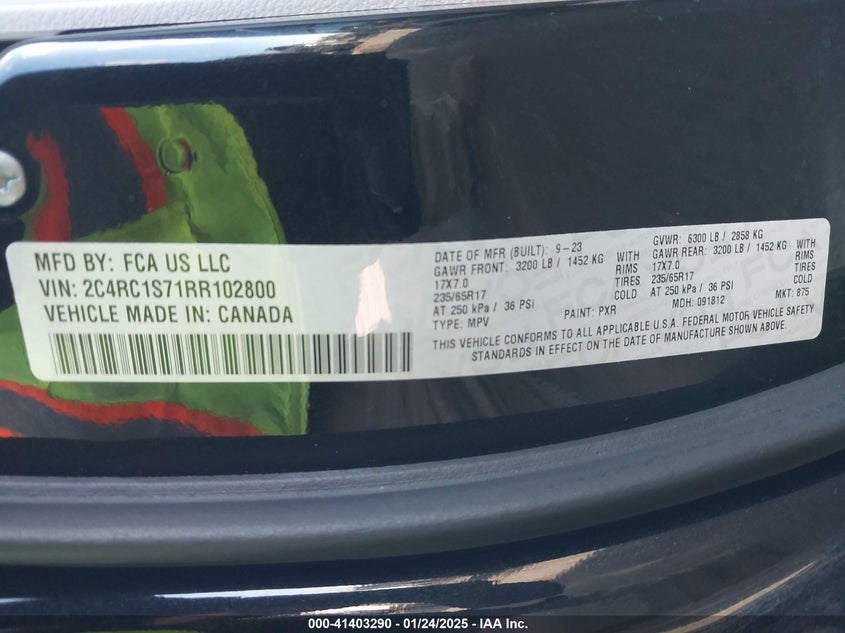 MFD BY: FCA US LLC
VIN: 2C4RC1S71RR102800
VEHICLE MADE IN: CANADA
DATE OF MFR (BUILT): 9-23
GAWR FRONT: 3200 LB / 1452 KG WITH
17X7.0 RIMS
235/65R17 TIRES
AT 250 kPa / 36 PSI COLD
TYPE: MPV
PAINT: PXR
GVWR: 6300 LB / 2858 KG
GAWR REAR: 3200 LB / 1452 KG WITH
17X7.0 RIMS
235/65R17 TIRES
AT 250 kPa / 36 PSI COLD
MDH: 091812
MKT: 875
THIS VEHICLE CONFORMS TO ALL APPLICABLE U.S.A. FEDERAL MOTOR VEHICLE SAFETY
STANDARDS IN EFFECT ON THE DATE OF MANUFACTURE SHOWN ABOVE.
000-41403290 - 01/24/2025 - IAA Inc.